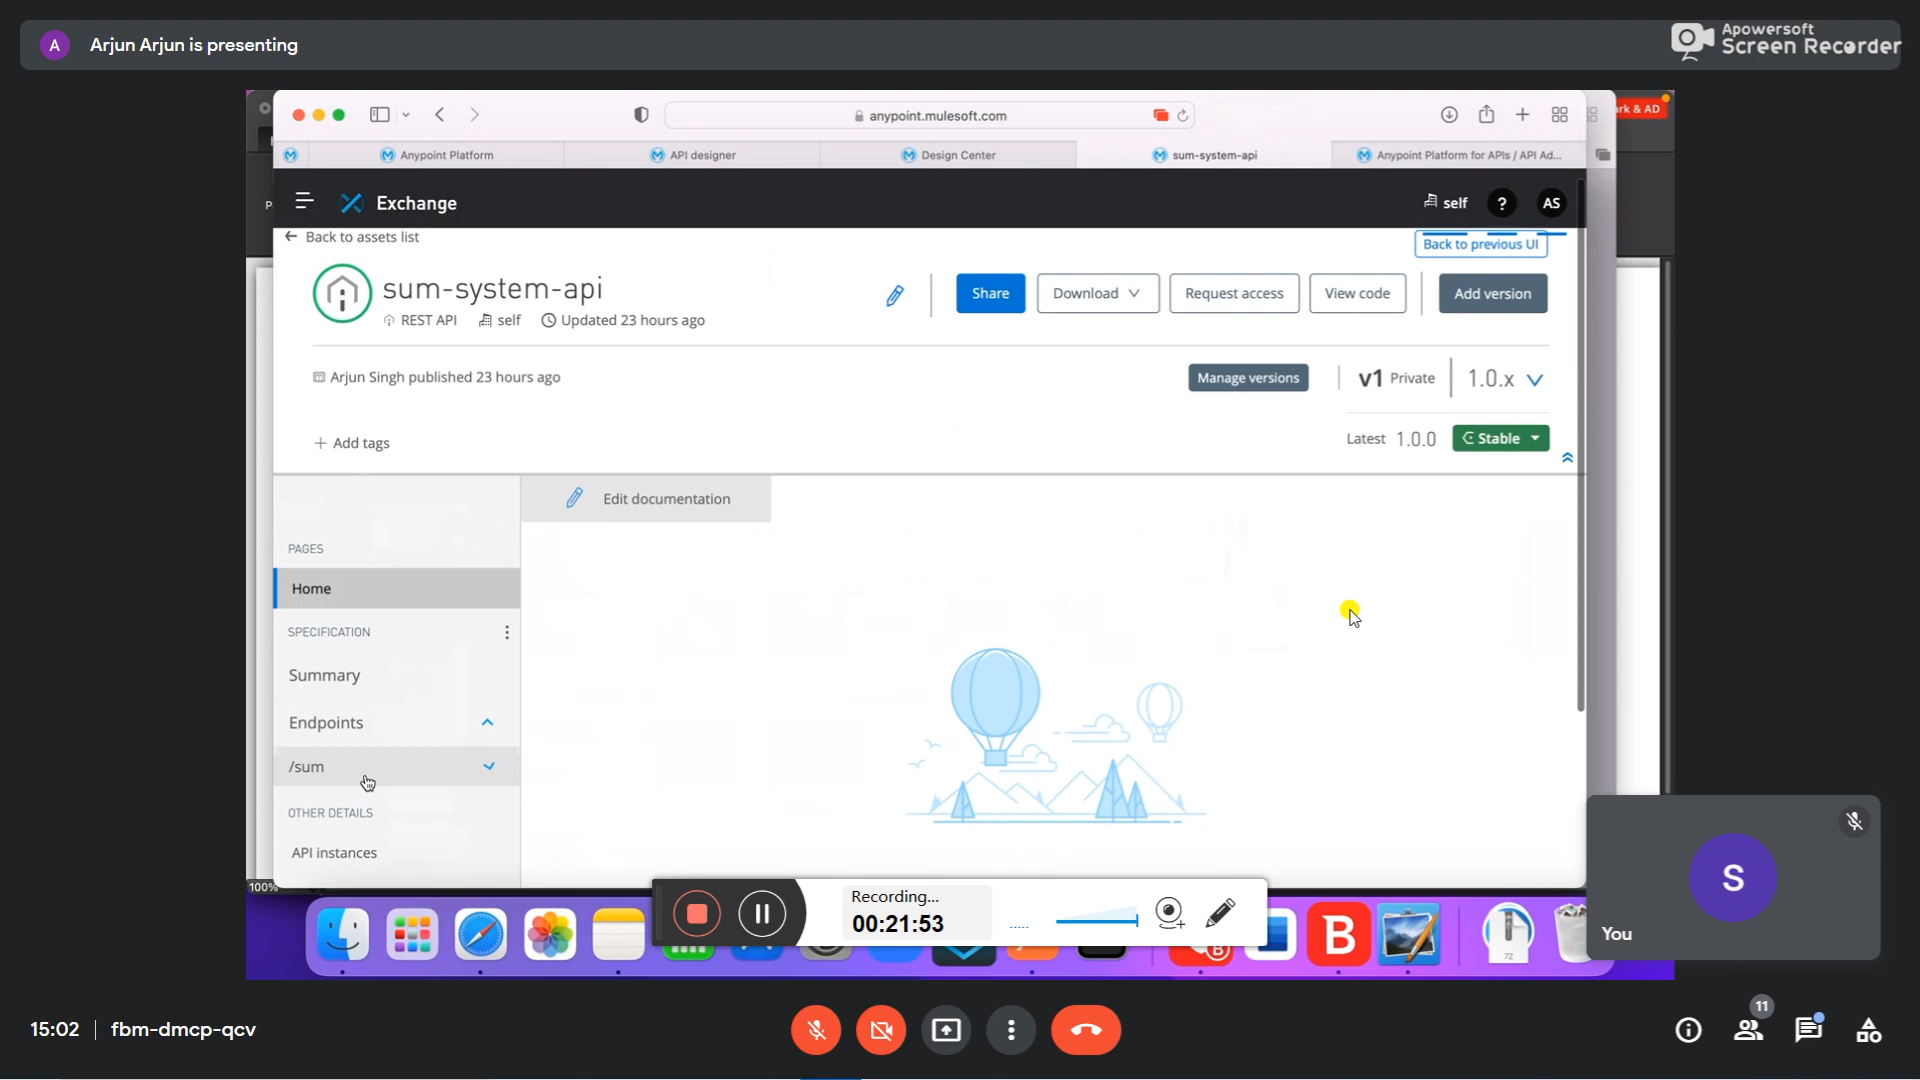 A Arjun Arjun is presenting
Apowersoft
Screen Recorder
anypoint.mulesoft.com
rk & AD
Anypoint Platform
API designer
Design Center
sum-system-api
Anypoint Platform for APIs / API Ad...
P
Exchange
self ? AS
Back to assets list
Back to previous UI
sum-system-api
Share
Download
Request access
View code
Add version
REST API self Updated 23 hours ago
Arjun Singh published 23 hours ago
Manage versions
v1 Private 1.0.x
Add tags
Latest 1.0.0 Stable
Edit documentation
PAGES
Home
SPECIFICATION
Summary
Endpoints
/sum
OTHER DETAILS
API instances
100%
Recording...
00:21:53
B
B
7Z
S
You
15:02 fbm-dmcp-qcv
11